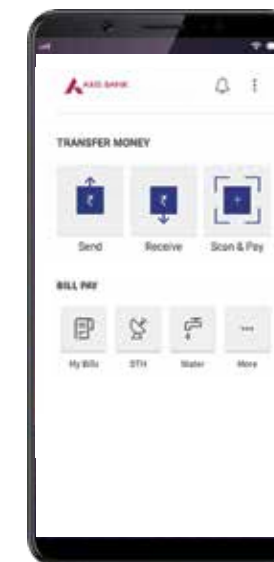 AXIS BANK
TRANSFER MONEY
₹ ₹
Send Receive Scan & Pay
BILL PAY
My Bills DTH Water More